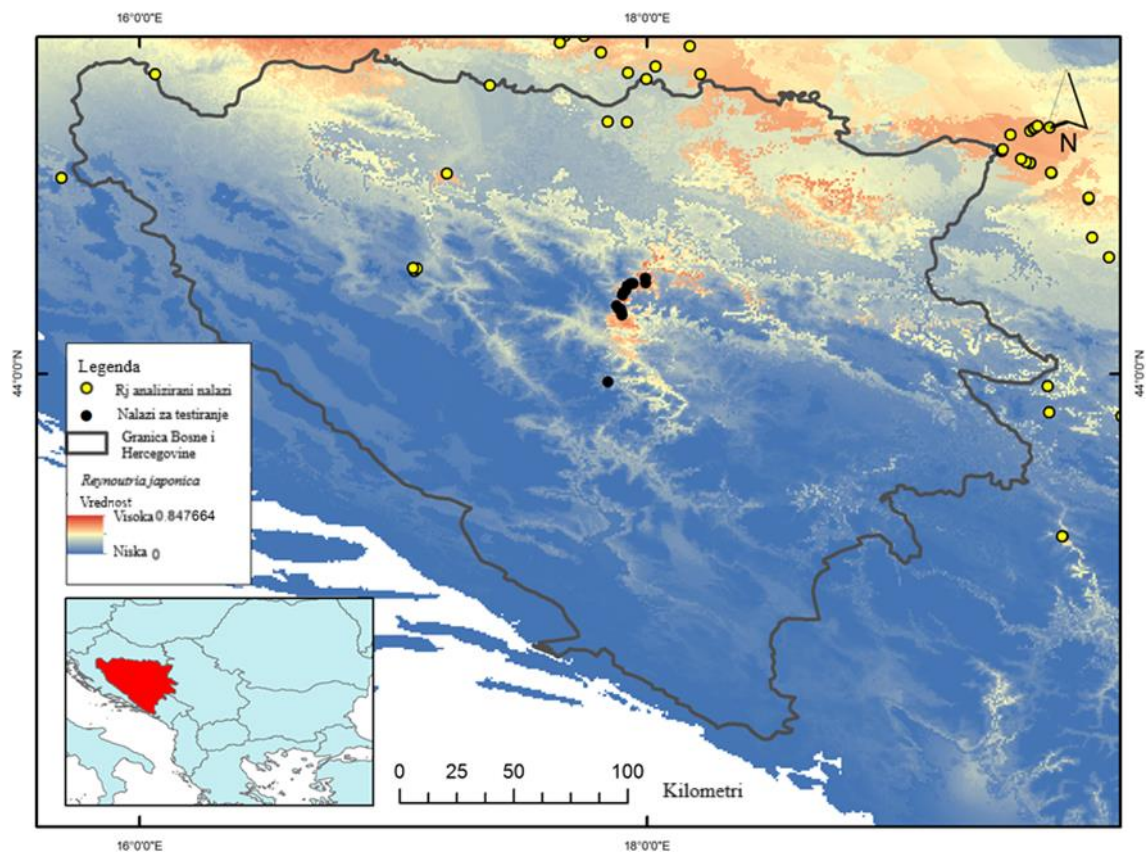 16°0'0"E
18°0'0"E
N
44°0'0"N
44°0'0"N
Legenda
Rj analizirani nalazi
Nalazi za testiranje
Granica Bosne i
Hercegovine
Reynoutria japonica
Vrednost
Visoka 0.847664
Niska 0
0 25 50 100
Kilometri
16°0'0"E
18°0'0"E